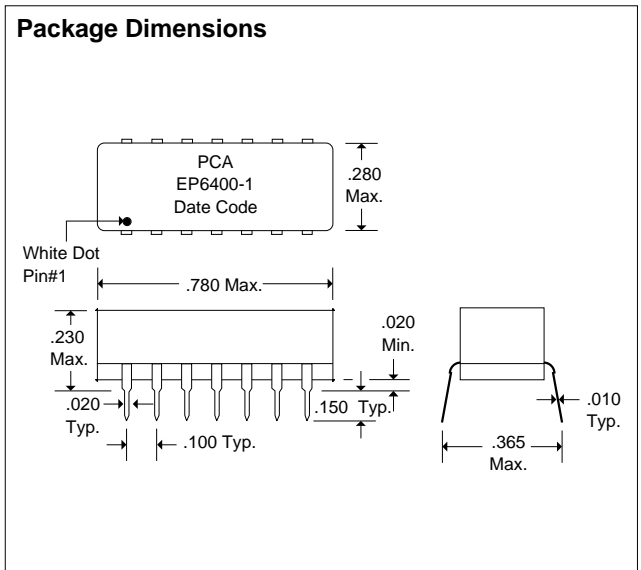 Package Dimensions
PCA
EP6400-1
Date Code
.280
Max.
White Dot
Pin#1
.780 Max.
.230
Max.
.020
Min.
.020
Typ.
.150 Typ.
.100 Typ.
.010
Typ.
.365
Max.